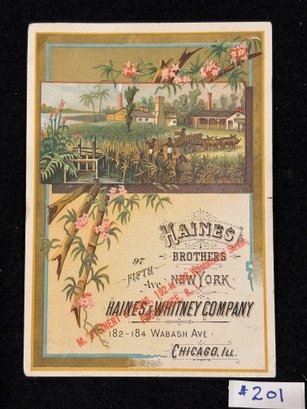 HAINES
BROTHERS
97
FIFTH
AVE
NEW YORK
HAINES & WHITNEY COMPANY
182-184 WABASH AVE.
CHICAGO. ILL.
#201